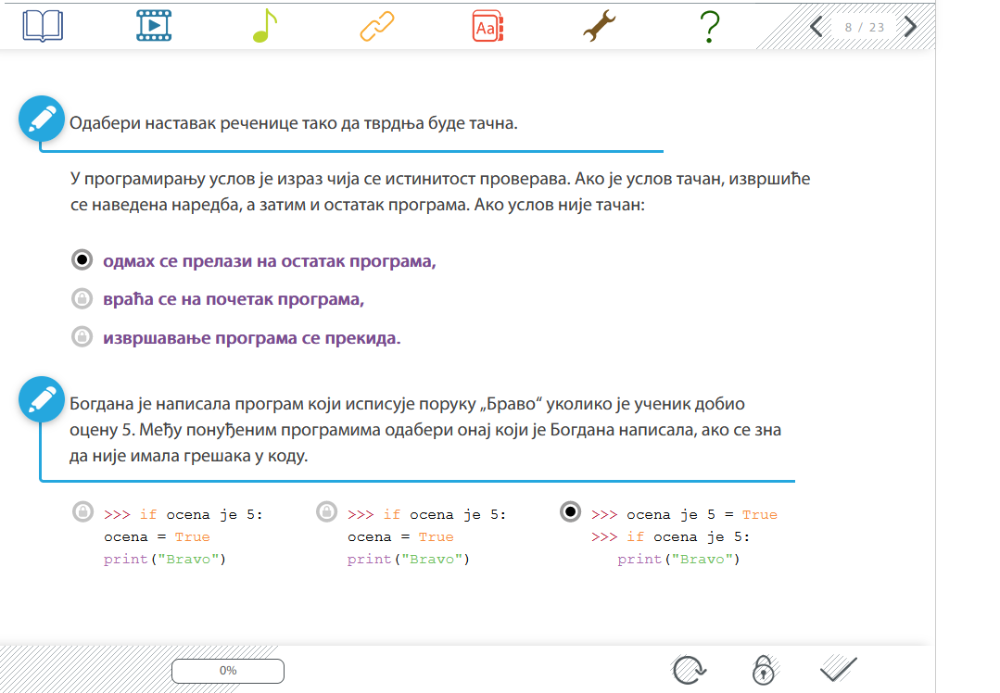 Aa
8 / 23
Одабери наставак реченице тако да тврдња буде тачна.
У програмирању услов је израз чија се истинитост проверава. Ако је услов тачан, извршиће
се наведена наредба, а затим и остатак програма. Ако услов није тачан:
одмах се прелази на остатак програма,
враћа се на почетак програма,
извршавање програма се прекида.
Богдана је написала програм који исписује поруку „Браво“ уколико је ученик добио
оцену 5. Међу понуђеним програмима одабери онај који је Богдана написала, ако се зна
да није имала грешака у коду.
>>> if ocena je 5:
ocena = True
print("Bravo")
>>> if ocena je 5:
ocena = True
print("Bravo")
>>> ocena je 5 = True
>>> if ocena je 5:
print("Bravo")
0%